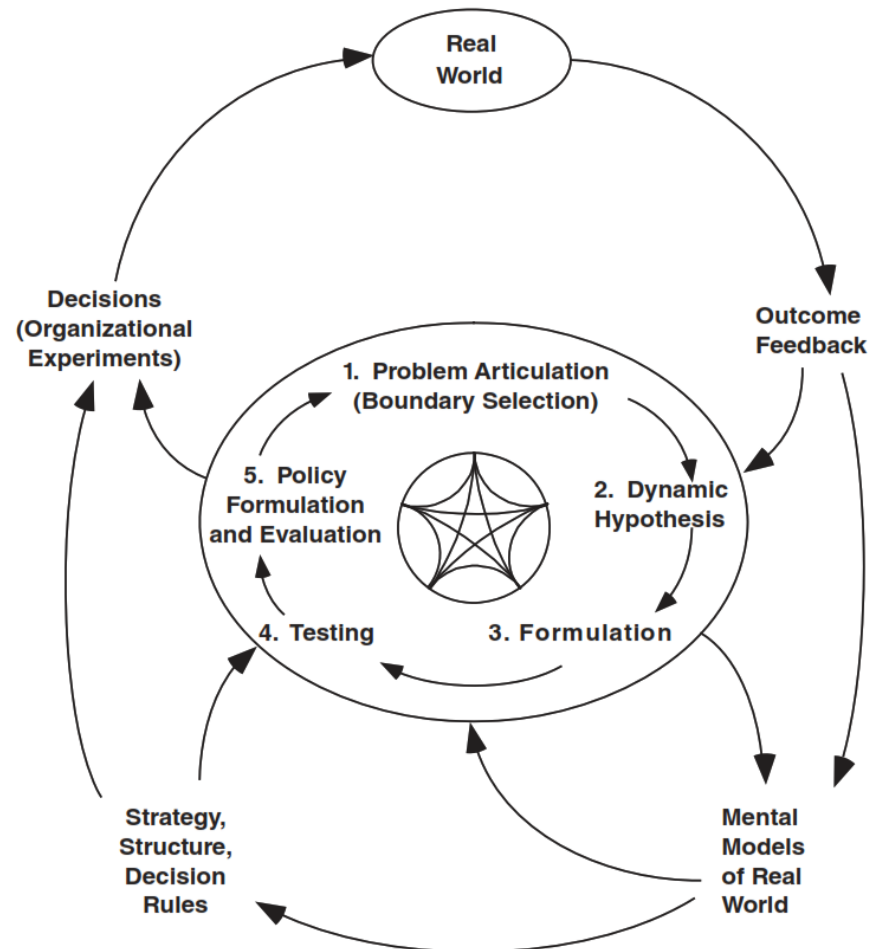 Real
World
Decisions
(Organizational
Experiments)
Outcome
Feedback
1. Problem Articulation
(Boundary Selection)
5. Policy
Formulation
and Evaluation
2. Dynamic
Hypothesis
4. Testing
3. Formulation
Strategy,
Structure,
Decision
Rules
Mental
Models
of Real
World